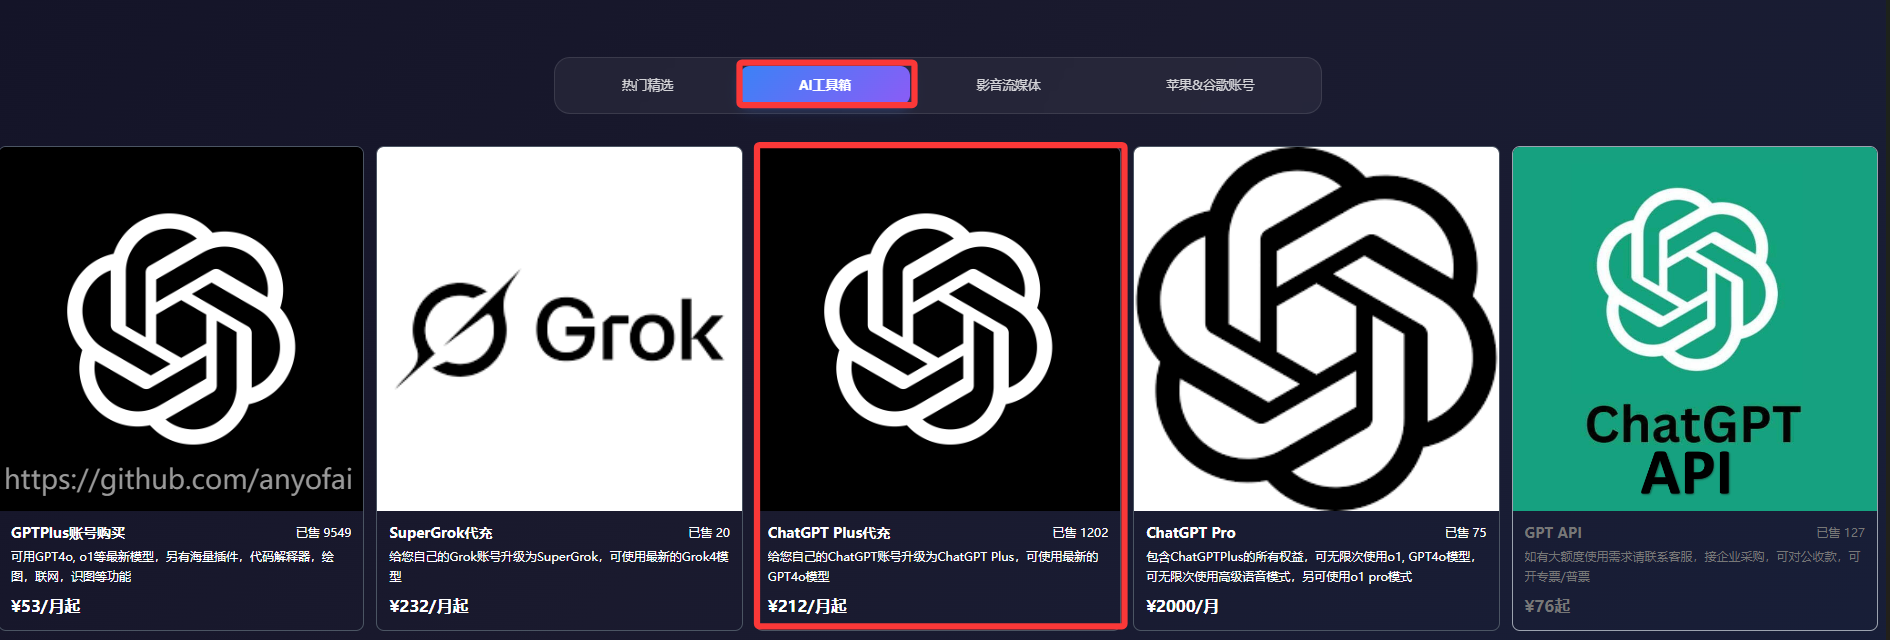 热门精选
AI工具箱
影音流媒体
苹果&谷歌账号
https://github.com/anyofai
GPTPlus账号购买 已售 9549
可用GPT4o, o1等最新模型，另有海量插件，代码解释器，绘
图，联网，识图等功能
¥53/月起
Grok
SuperGrok代充 已售 20
给您自己的Grok账号升级为SuperGrok，可使用最新的Grok4模
型
¥232/月起
ChatGPT Plus代充 已售 1202
给您自己的ChatGPT账号升级为ChatGPT Plus，可使用最新的
GPT4o模型
¥212/月起
ChatGPT Pro 已售 75
包含ChatGPTPlus的所有权益，可无限次使用o1, GPT4o模型，
可无限次使用高级语音模式，另可使用o1 pro模式
¥2000/月
ChatGPT
API
GPT API 已售 127
如有大额度使用需求请联系客服，接企业采购，可对公收款，可
开专票/普票
¥76起